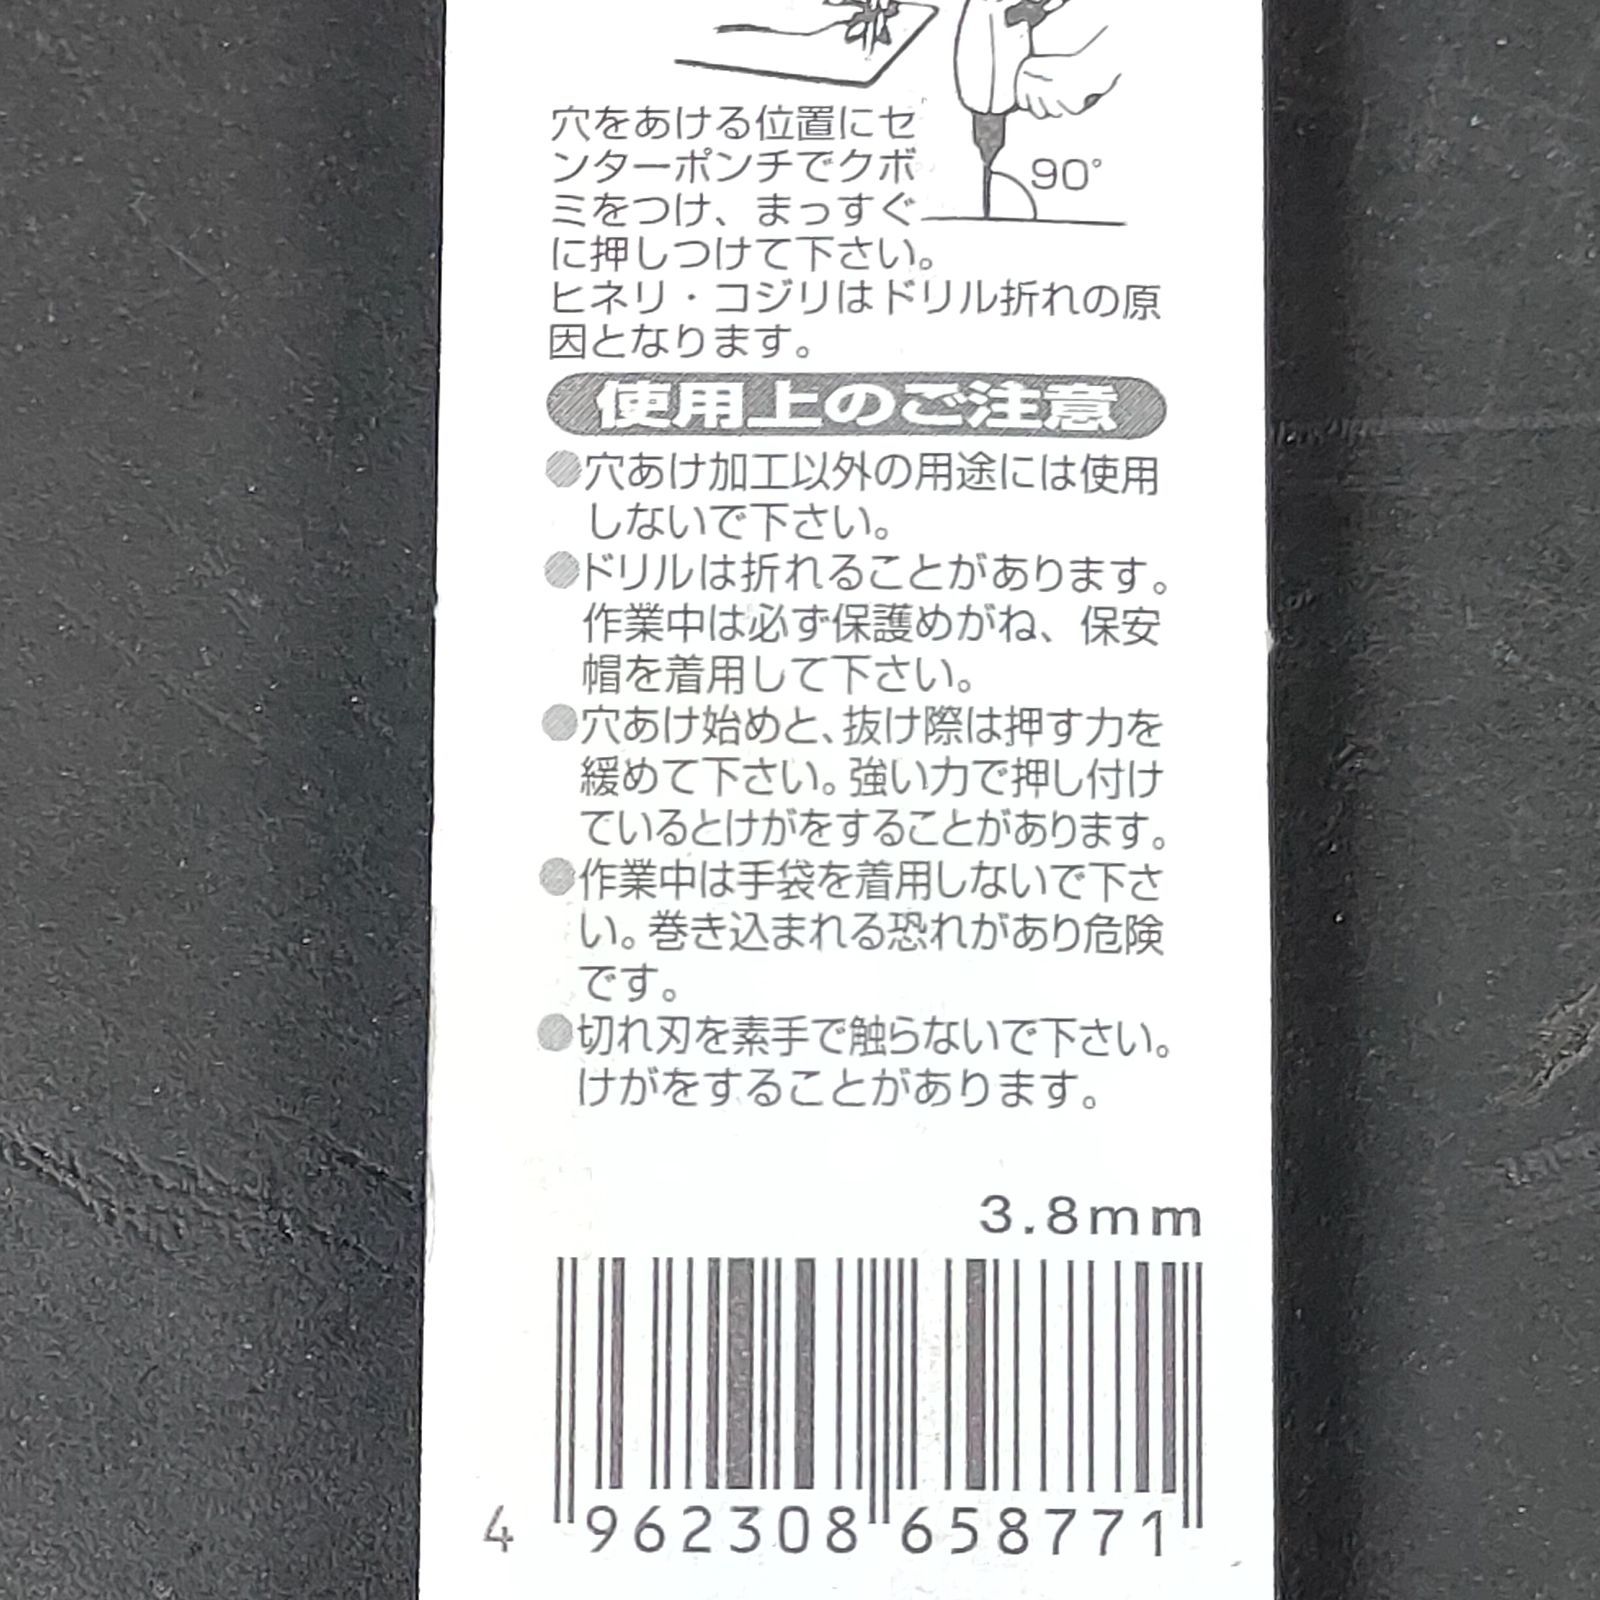 穴をあける位置にセ
ンターポンチでクボ
ミをつけ、まっすぐ
に押しつけて下さい。
90°
ヒネリ・コジリはドリル折れの原
因となります。
使用上のご注意
●穴あけ加工以外の用途には使用
しないで下さい。
●ドリルは折れることがあります。
作業中は必ず保護めがね、保安
帽を着用して下さい。
●穴あけ始めと、抜け際は押す力を
緩めて下さい。強い力で押し付け
ているとけがをすることがあります。
●作業中は手袋を着用しないで下さ
い。巻き込まれる恐れがあり危険
です。
●切れ刃を素手で触らないで下さい。
けがをすることがあります。
3.8mm
4 962308 658771